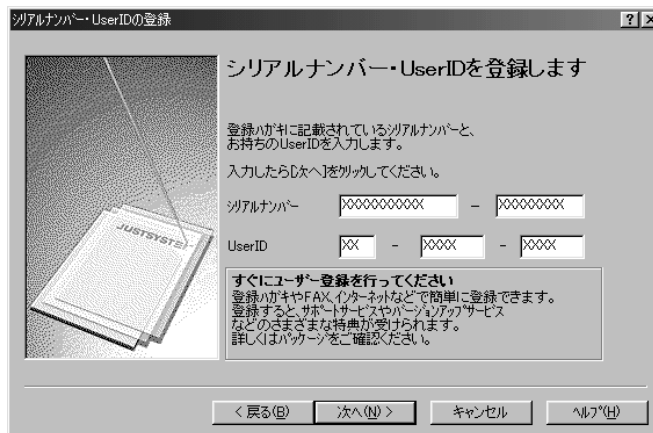 シリアルナンバー・UserIDの登録
シリアルナンバー・UserIDを登録します
登録ハガキに記載されているシリアルナンバーと、
お持ちのUserIDを入力します。
入力したら[次へ]をクリックしてください。
シリアルナンバー XXXXXXXXXX - XXXXXXXX
JUSTSYSTEM
UserID XX - XXXX - XXXX
すぐにユーザー登録を行ってください
登録ハガキやFAX、インターネットなどで簡単に登録できます。
登録すると、サポートサービスやバージョンアップサービス
などのさまざまな特典が受けられます。
詳しくはパッケージをご確認ください。
< 戻る(B) 次へ(N) > キャンセル ヘルプ(H)